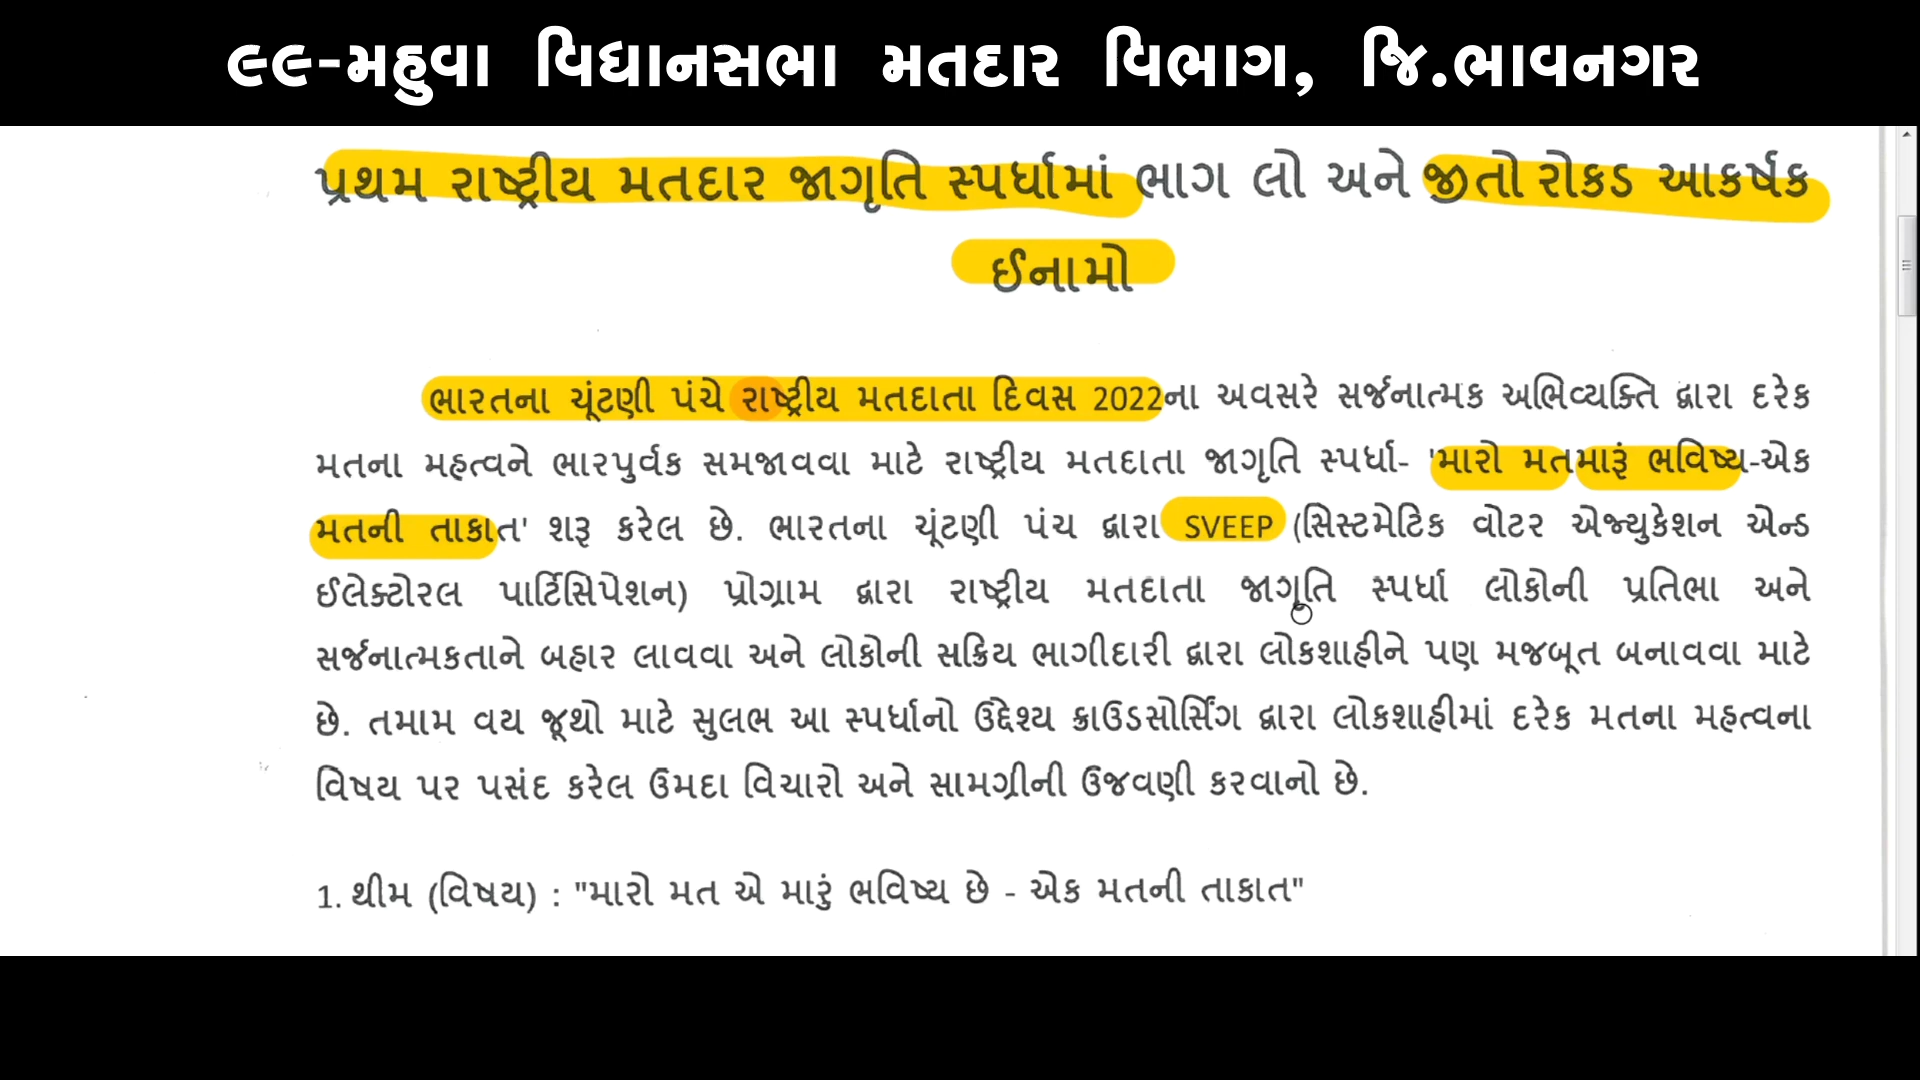 ૯૯-મહુવા વિધાનસભા મતદાર વિભાગ, જિ.ભાવનગર
પ્રથમ રાષ્ટ્રીય મતદાર જાગૃતિ સ્પર્ધામાં ભાગ લો અને જીતો રોકડ આકર્ષક
ઈનામો
ભારતના ચૂંટણી પંચે રાષ્ટ્રીય મતદાતા દિવસ 2022ના અવસરે સર્જનાત્મક અભિવ્યક્તિ દ્વારા દરેક
મતના મહત્વને ભારપુર્વક સમજાવવા માટે રાષ્ટ્રીય મતદાતા જાગૃતિ સ્પર્ધા- 'મારો મતમારૂં ભવિષ્ય-એક
મતની તાકાત' શરૂ કરેલ છે. ભારતના ચૂંટણી પંચ દ્વારા SVEEP (સિસ્ટમેટિક વોટર એજ્યુકેશન એન્ડ
ઈલેક્ટોરલ પાર્ટિસિપેશન) પ્રોગ્રામ દ્વારા રાષ્ટ્રીય મતદાતા જાગૃતિ સ્પર્ધા લોકોની પ્રતિભા અને
સર્જનાત્મકતાને બહાર લાવવા અને લોકોની સક્રિય ભાગીદારી દ્વારા લોકશાહીને પણ મજબૂત બનાવવા માટે
છે. તમામ વય જૂથો માટે સુલભ આ સ્પર્ધાનો ઉદ્દેશ્ય ક્રાઉડસોર્સિંગ દ્વારા લોકશાહીમાં દરેક મતના મહત્વના
વિષય પર પસંદ કરેલ ઉમદા વિચારો અને સામગ્રીની ઉજવણી કરવાનો છે.
1. થીમ (વિષય) : "મારો મત એ મારું ભવિષ્ય છે - એક મતની તાકાત"